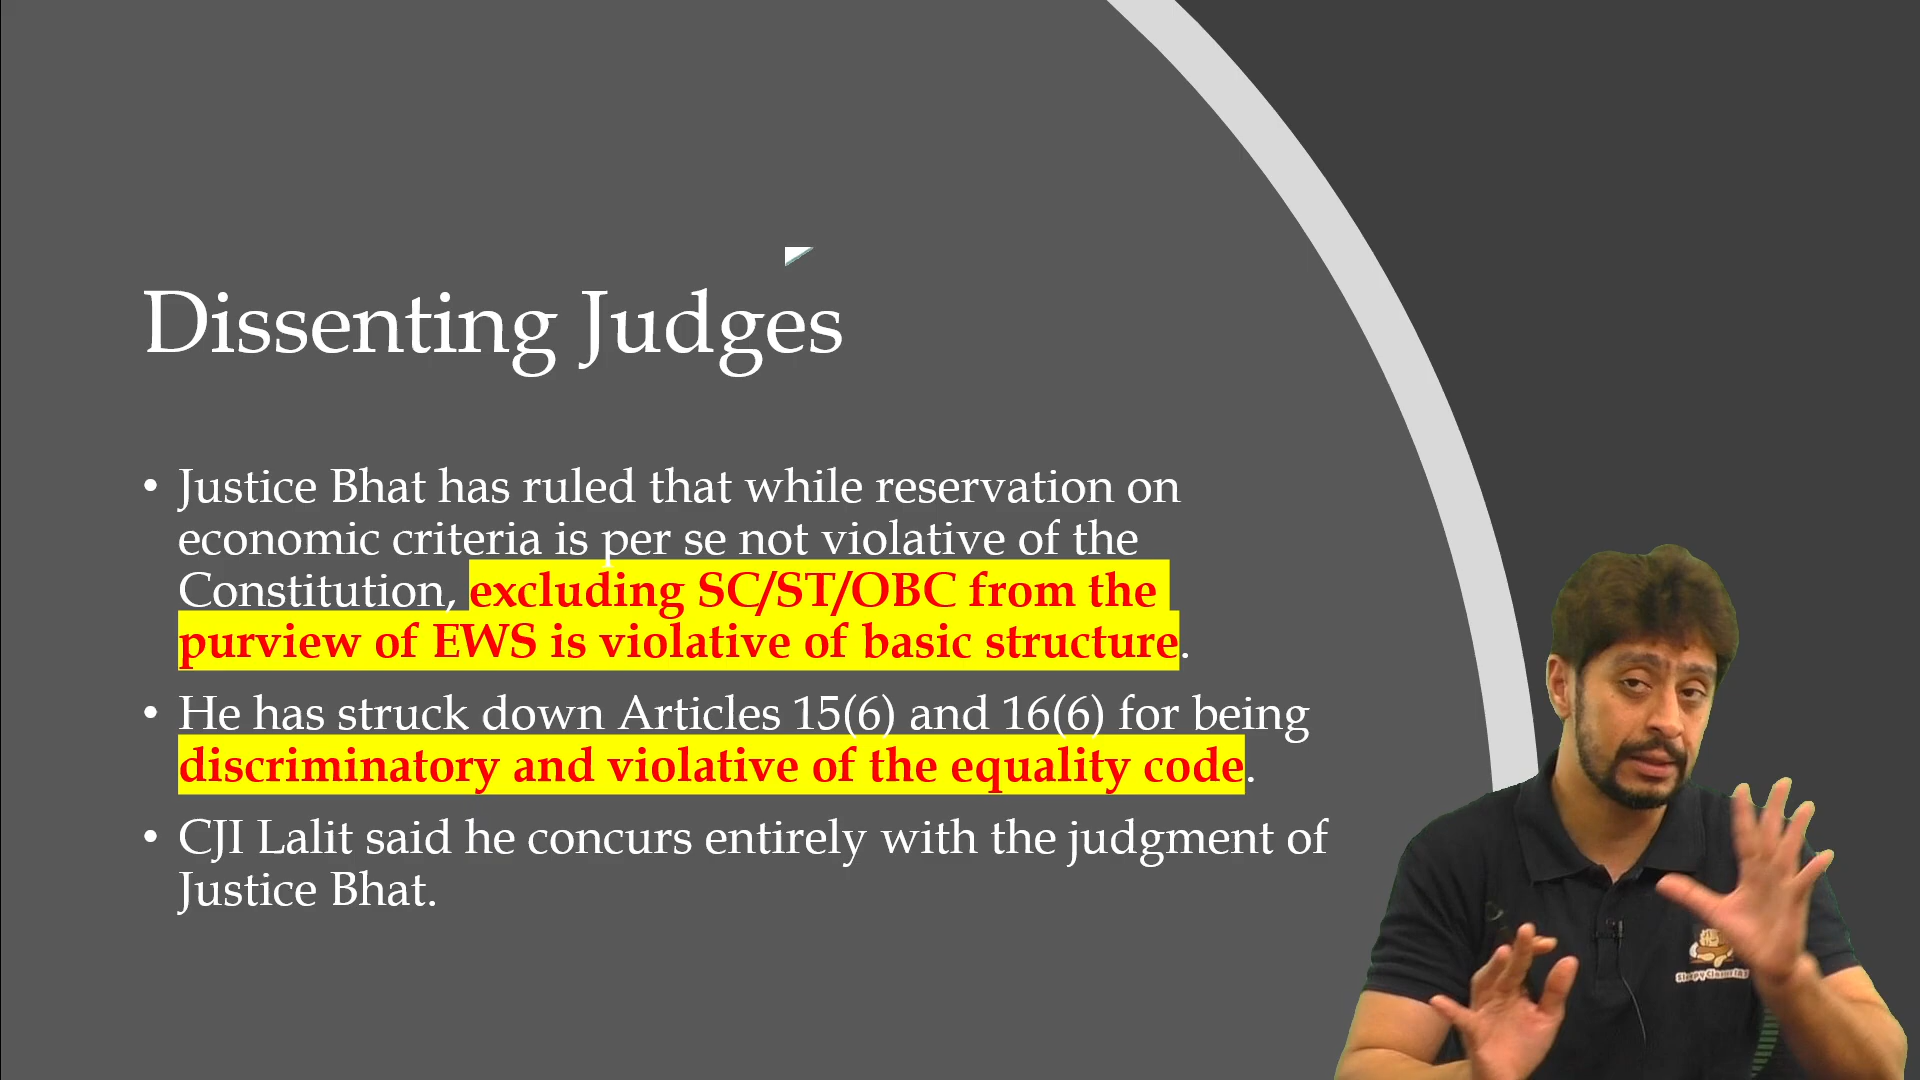 Dissenting Judges
• Justice Bhat has ruled that while reservation on
economic criteria is per se not violative of the
Constitution, excluding SC/ST/OBC from the
purview of EWS is violative of basic structure.
• He has struck down Articles 15(6) and 16(6) for being
discriminatory and violative of the equality code.
• CJI Lalit said he concurs entirely with the judgment of
Justice Bhat.